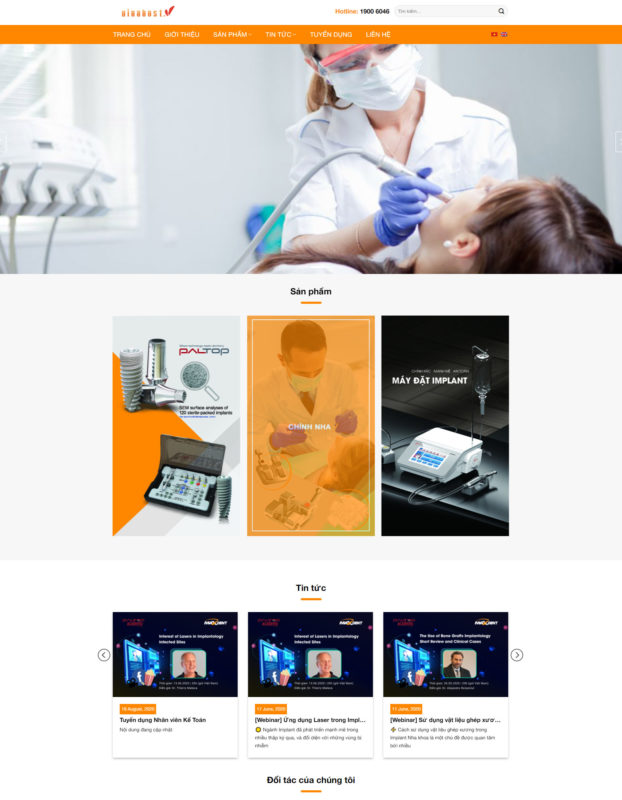 ninahost
Hotline: 1900 6046
Tìm kiếm...
TRANG CHỦ GIỚI THIỆU SẢN PHẨM TIN TỨC TUYỂN DỤNG LIÊN HỆ
Sản phẩm
PALTOP
SEM surface analyses of
120 sterile-packed implants
CHỈNH NHA
MÁY ĐẶT IMPLANT
Tin tức
Interest of Lasers in Implantology
Infected Sites
Interest of Lasers in Implantology
Infected Sites
The Use of Bone Grafts Implantology
Short Review and Clinical Cases
19 August, 2020
Tuyển dụng Nhân viên Kế Toán
Nội dung đang cập nhật
17 June, 2020
[Webinar] Ứng dụng Laser trong Impl...
Ngành Implant đã phát triển mạnh mẽ trong
nhiều thập kỷ qua, và đối diện với những vùng bị
nhiễm
11 June, 2020
[Webinar] Sử dụng vật liệu ghép xươ...
Cách sử dụng vật liệu ghép xương trong
Implant Nha khoa là một chủ đề được quan tâm
bởi nhiều
Đối tác của chúng tôi